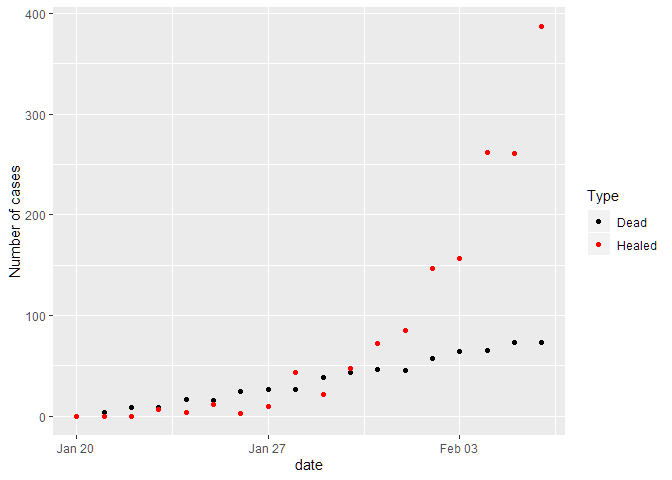 400
300
200
100
0
Number of cases
Jan 20
Jan 27
Feb 03
date
Type
Dead
Healed